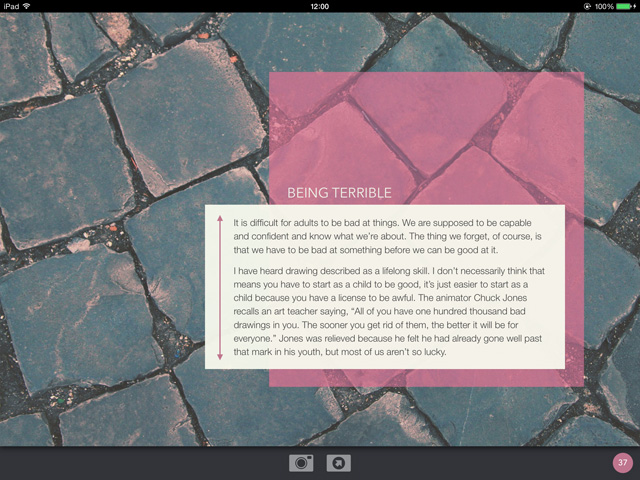 iPad
12:00
100%
BEING TERRIBLE
It is difficult for adults to be bad at things. We are supposed to be capable
and confident and know what we're about. The thing we forget, of course, is
that we have to be bad at something before we can be good at it.
I have heard drawing described as a lifelong skill. I don't necessarily think that
means you have to start as a child to be good, it's just easier to start as a
child because you have a license to be awful. The animator Chuck Jones
recalls an art teacher saying, “All of you have one hundred thousand bad
drawings in you. The sooner you get rid of them, the better it will be for
everyone.” Jones was relieved because he felt he had already gone well past
that mark in his youth, but most of us aren't so lucky.
37